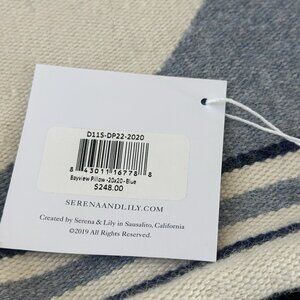 D11S-DP22-2020
8 43011 16778 8
Bayview Pillow -20x20- Blue
$248.00
SERENAANDLILY.COM
Created by Serena & Lily in Sausalito, California
©2019 All Rights Reserved.